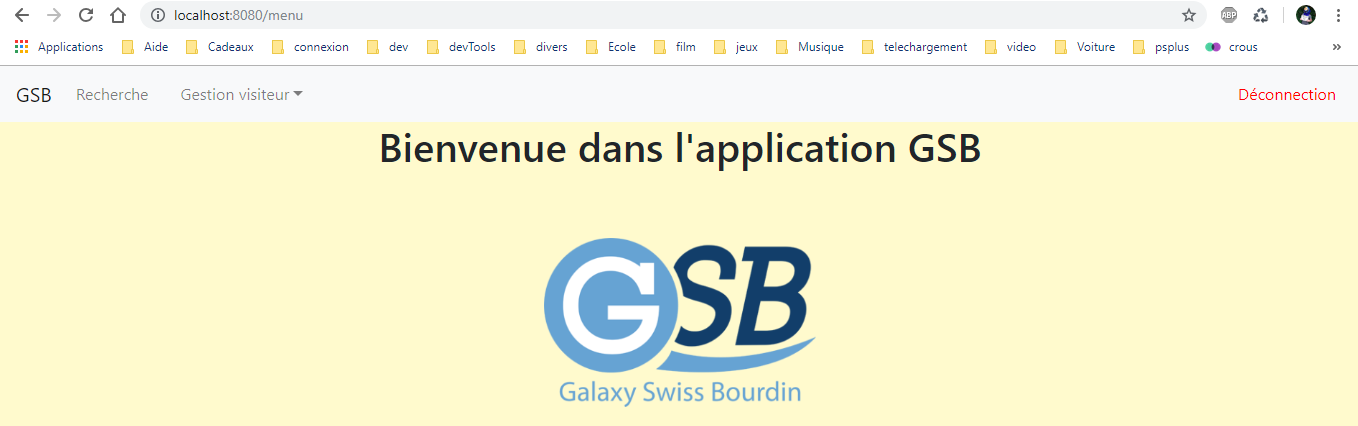 localhost:8080/menu
ABP
Applications Aide Cadeaux connexion dev devTools divers Ecole film jeux Musique telechargement video Voiture psplus crous »
GSB Recherche Gestion visiteur Déconnection
Bienvenue dans l'application GSB
GSB
Galaxy Swiss Bourdin